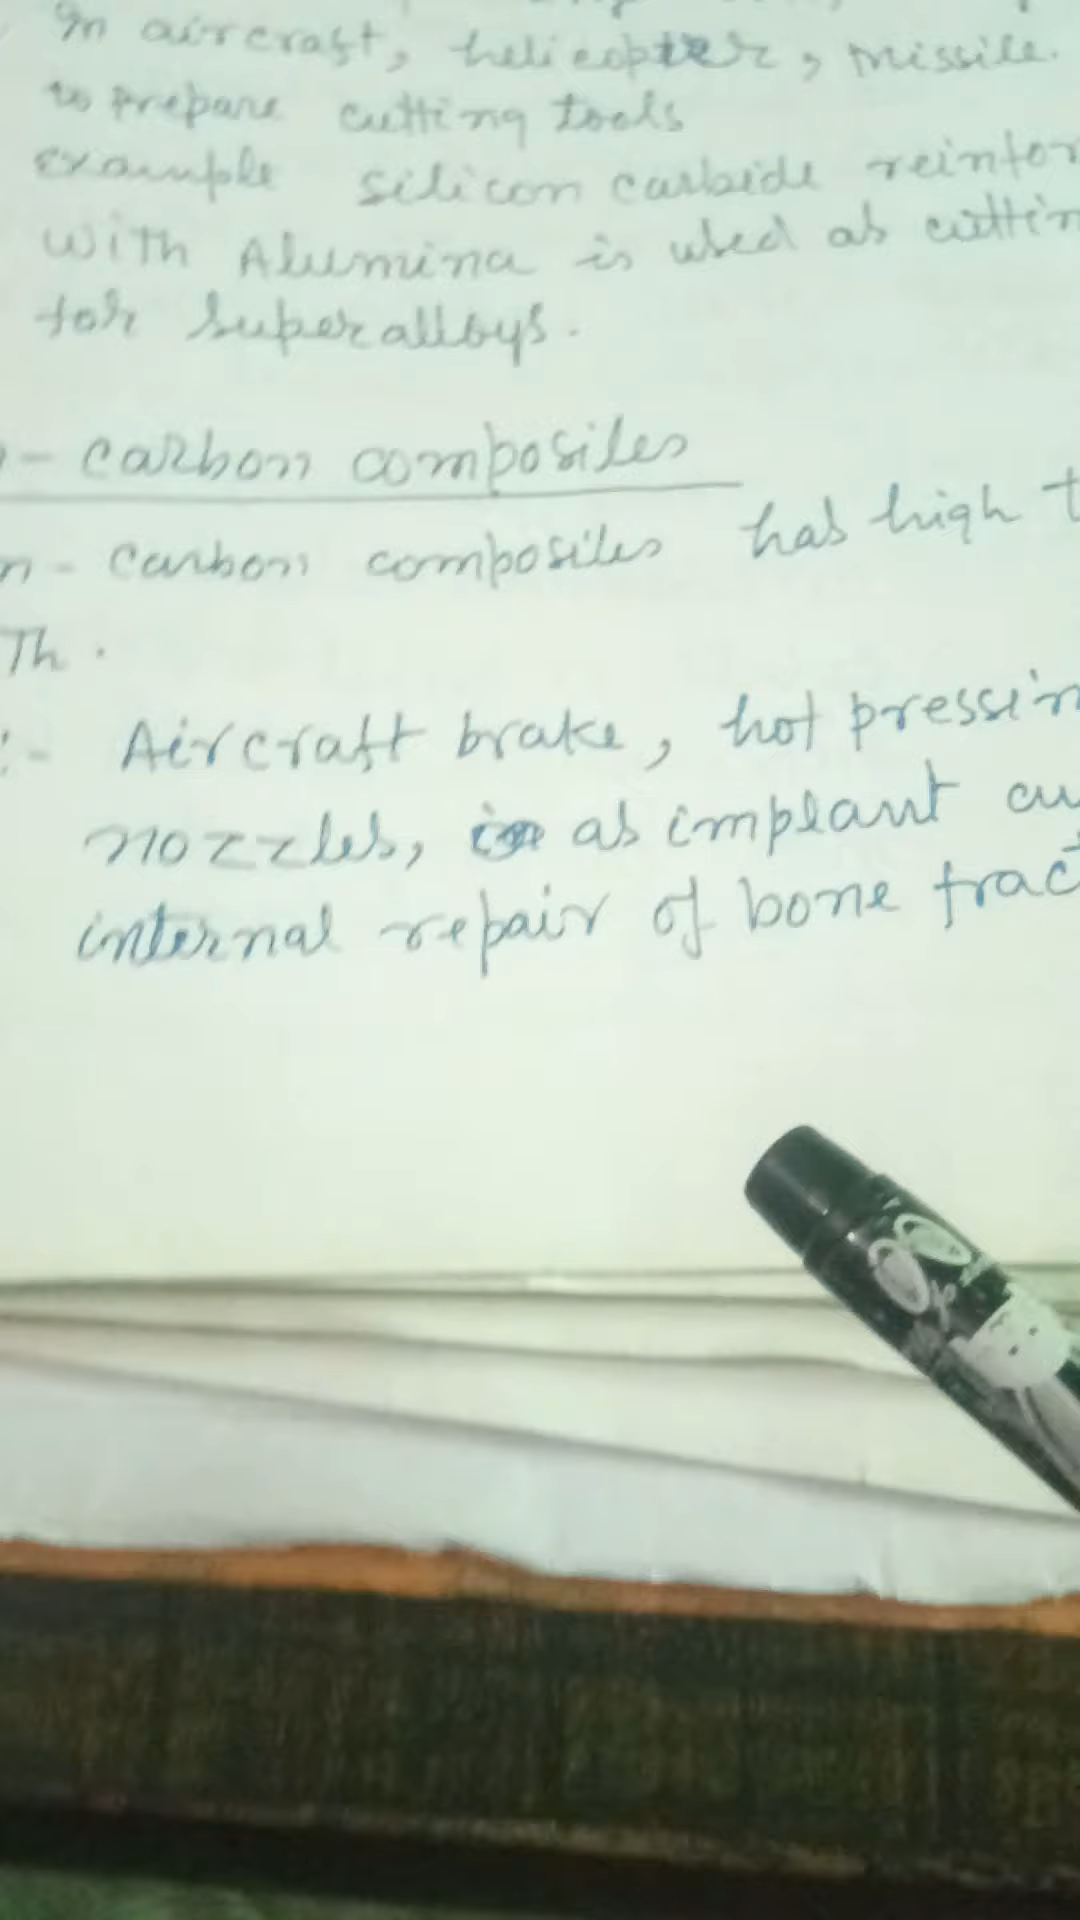 In aircraft, helicopter, missile.
to prepare cutting tools
example silicon carbide reinfor
with Alumina is used as cuttin
for superalloys.
- carbon composites
n - carbon composites has high t
Th.
:- Aircraft brake, hot pressin
nozzles, as implant
internal repair of bone fract